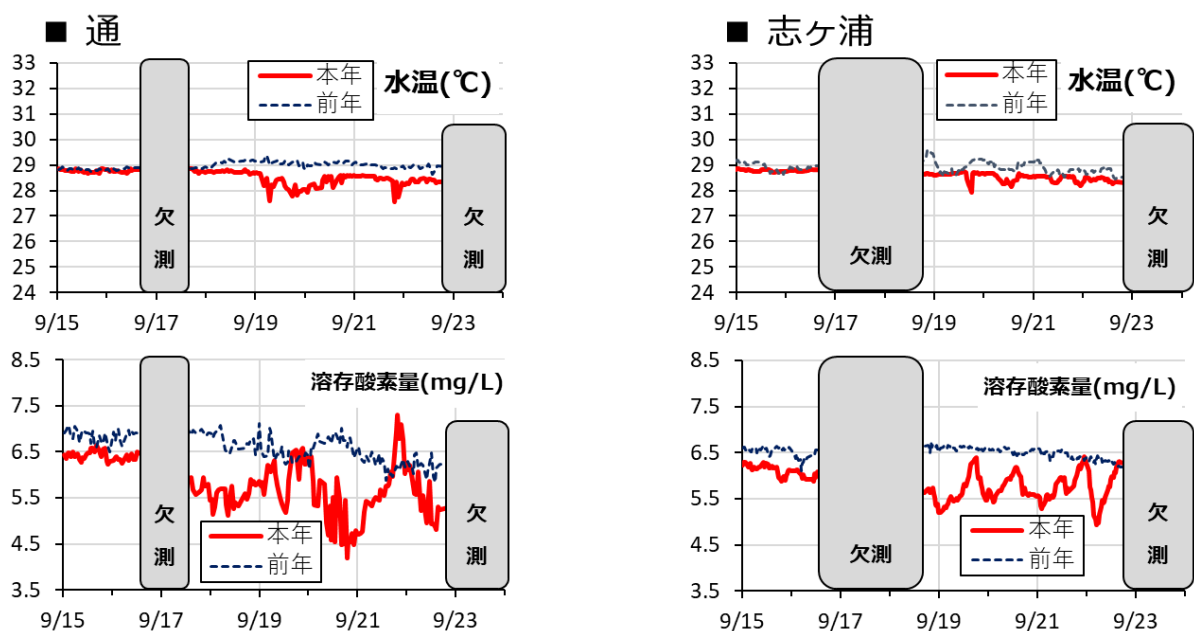 ■ 通
33
32
31
30
29
28
27
26
25
24
水温(℃)
本年
前年
欠
測
欠
測
9/15 9/17 9/19 9/21 9/23
■ 志ヶ浦
33
32
31
30
29
28
27
26
25
24
水温(℃)
本年
前年
欠測
欠
測
9/15 9/17 9/19 9/21 9/23
8.5
7.5
6.5
5.5
4.5
3.5
溶存酸素量(mg/L)
欠
測
本年
前年
欠
測
9/15 9/17 9/19 9/21 9/23
8.5
7.5
6.5
5.5
4.5
3.5
溶存酸素量(mg/L)
欠測
本年
前年
欠
測
9/15 9/17 9/19 9/21 9/23